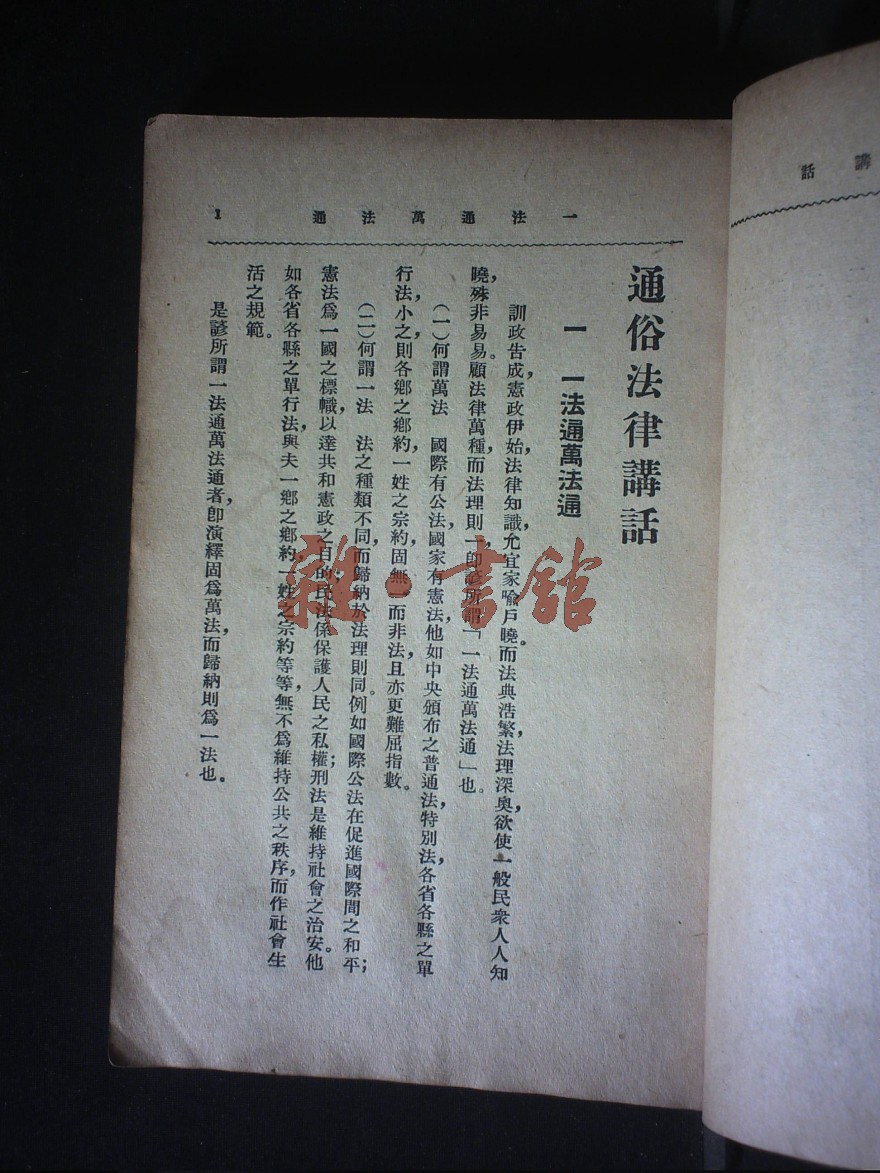 一法通萬法通 1
通俗法律講話
一 一法通萬法通
訓政告成,憲政伊始,法律知識,允宜家喻戶曉。而法典浩繁,法理深奧,欲使一般民衆人人知
曉,殊非易易。顧法律萬種,而法理則一,卽諺所謂「一法通萬法通」也。
(一)何謂萬法 國際有公法,國家有憲法,他如中央頒布之普通法,特別法,各省各縣之單
行法,小之則各鄉之鄉約,一姓之宗約,固無一而非法,且亦更難屈指數。
(二)何謂一法 法之種類不同,而歸納於法理則同。例如國際公法在促進國際間之和平;
憲法爲一國之標幟,以達共和憲政之目的;民法係保護人民之私權;刑法是維持社會之治安。他
如各省各縣之單行法,與夫一鄉之鄉約,一姓之宗約等等,無不爲維持公共之秩序,而作社會生
活之規範。
是諺所謂一法通萬法通者,卽演繹固爲萬法,而歸納則爲一法也。
講話
雜·書館